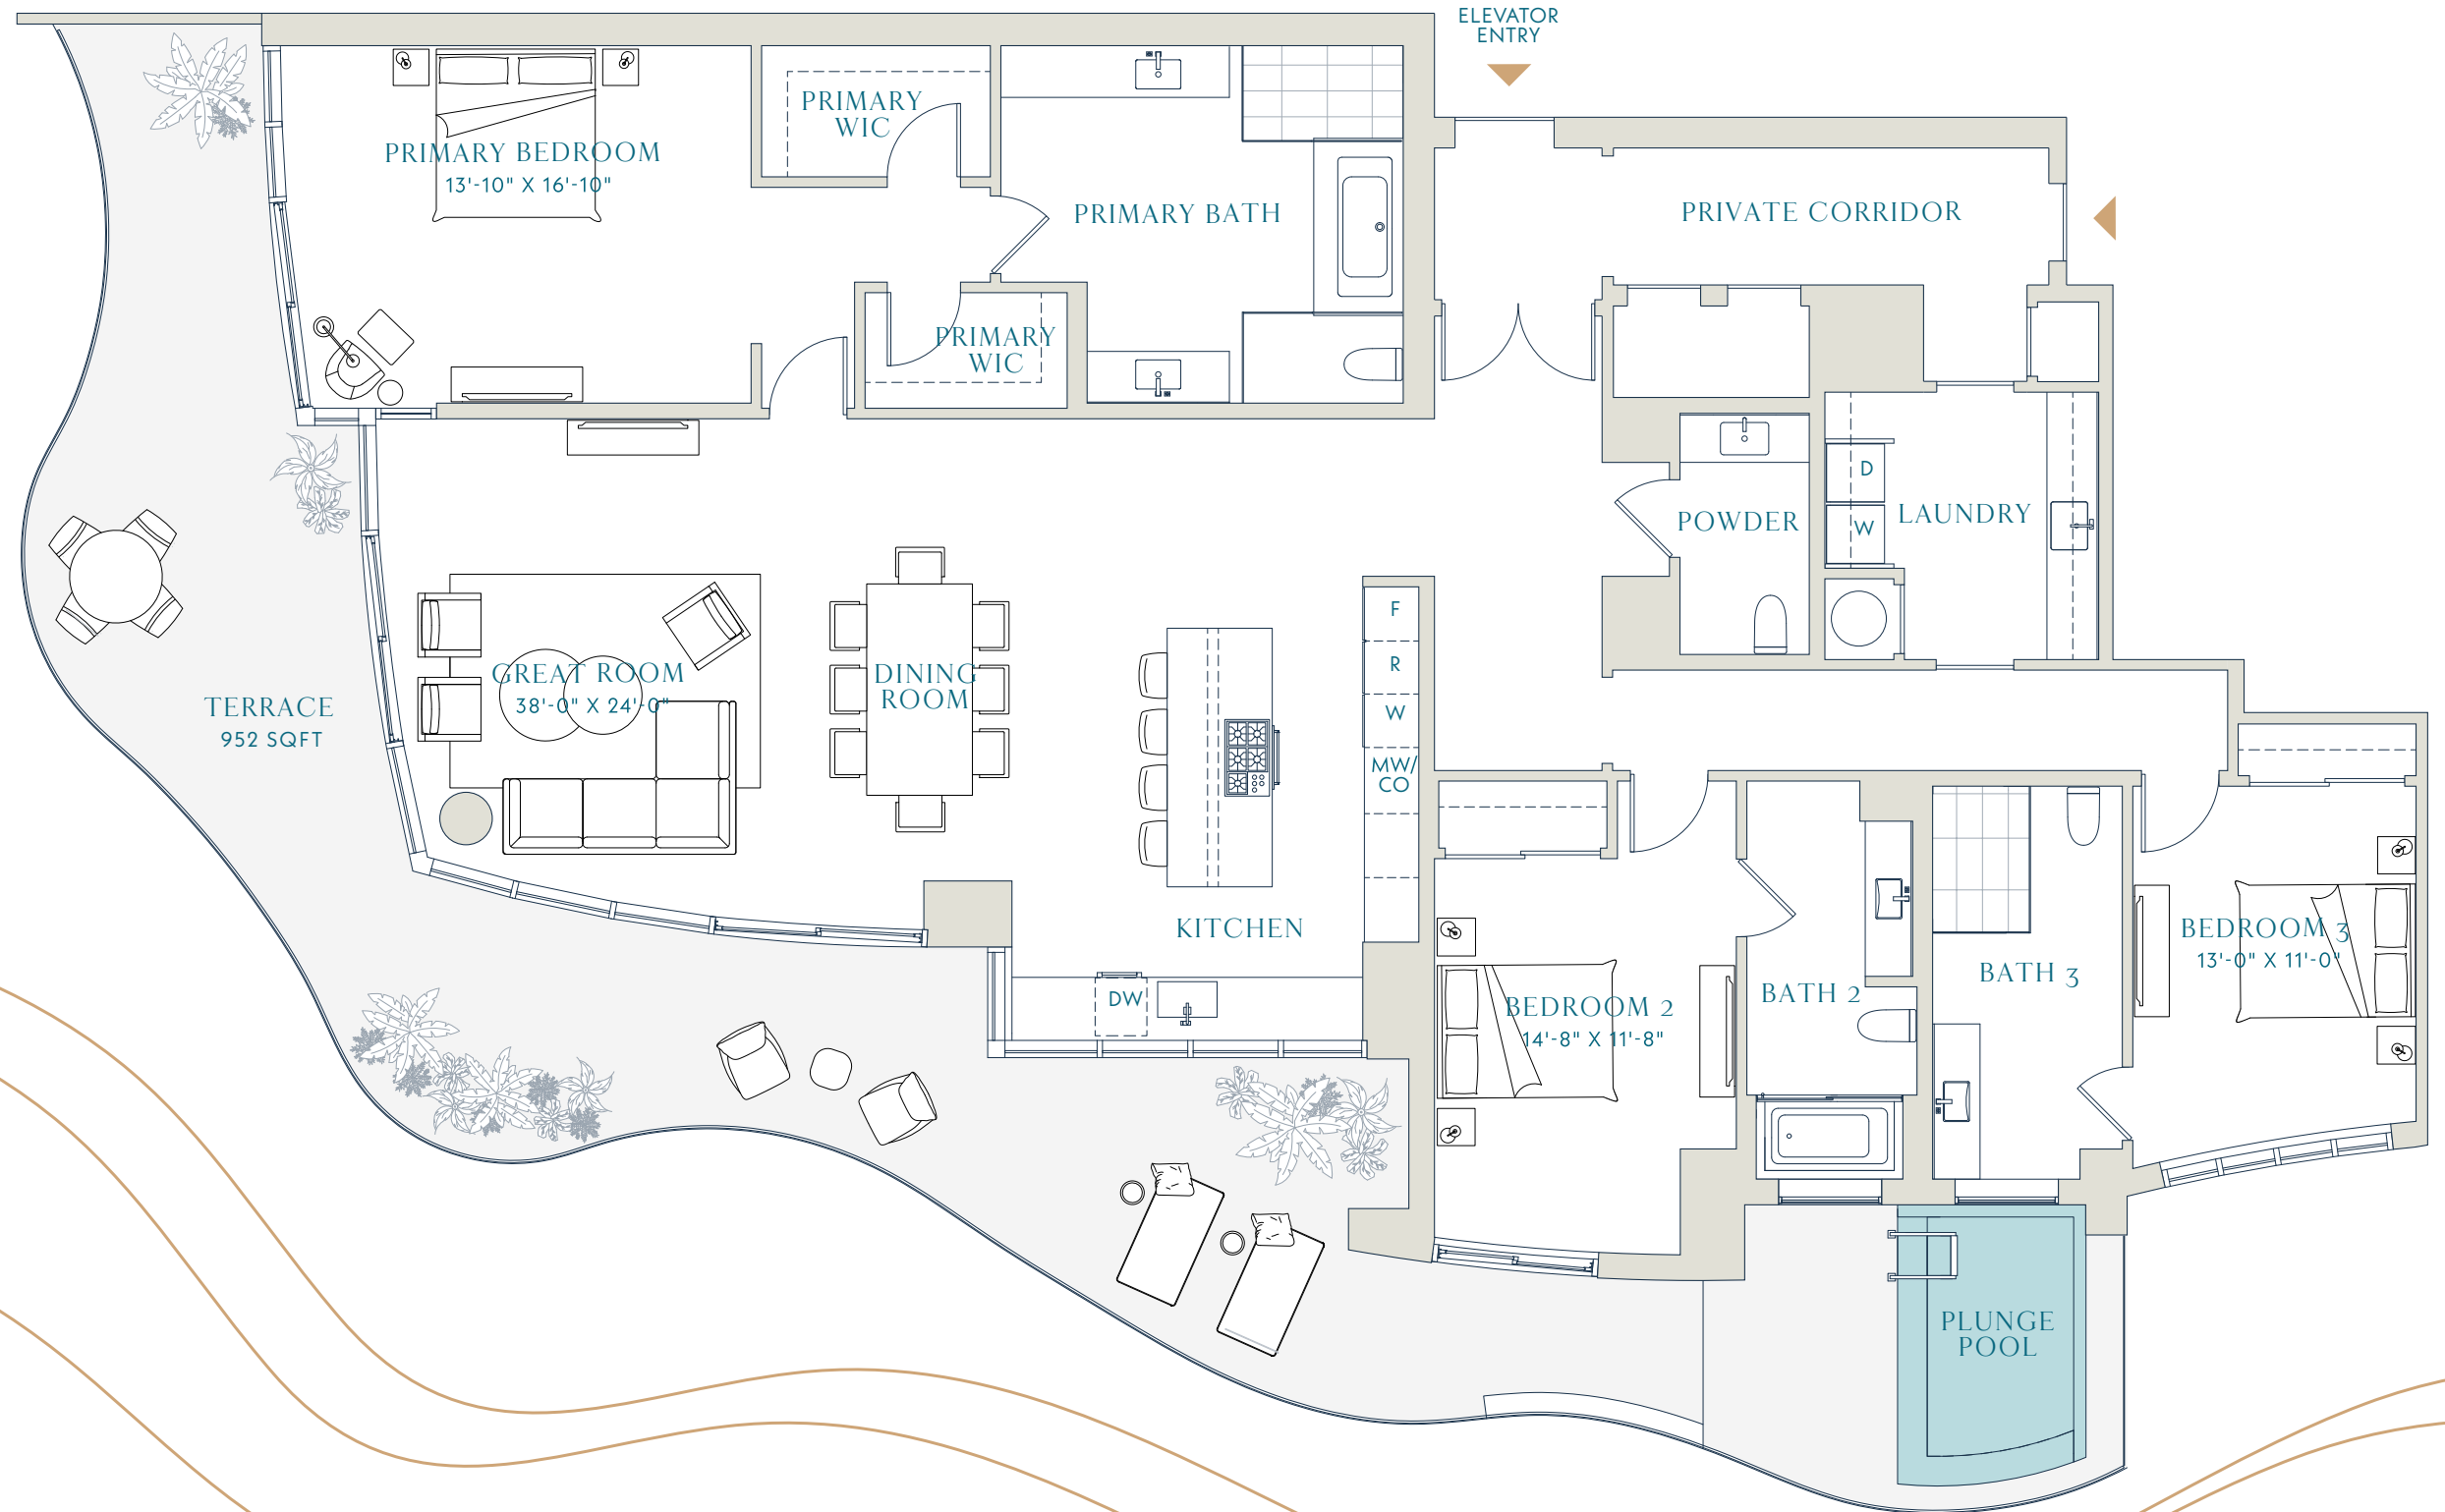 ELEVATOR
ENTRY
PRIMARY
WIC
PRIMARY BEDROOM
13'-10" X 16'-10"
PRIMARY BATH
PRIVATE CORRIDOR
PRIMARY
WIC
D
W
LAUNDRY
POWDER
F
R
W
MW/
CO
GREAT ROOM
38'-0" X 24'-0"
DINING
ROOM
TERRACE
952 SQFT
KITCHEN
DW
BEDROOM 2
14'-8" X 11'-8"
BATH 2
BATH 3
BEDROOM 3
13'-0" X 11'-0"
PLUNGE
POOL